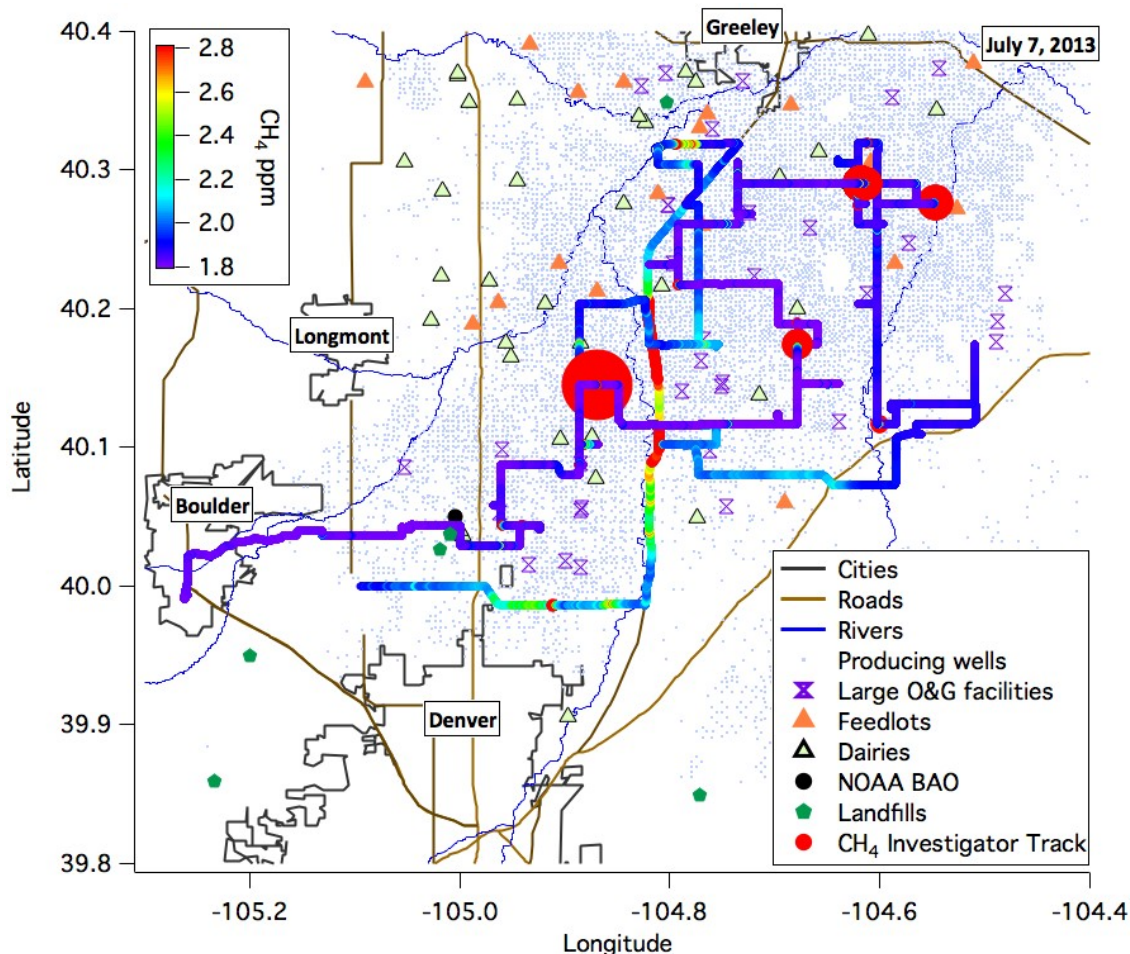 40.4
40.3
40.2
40.1
40.0
39.9
39.8
Latitude
2.8
2.6
2.4
2.2
2.0
1.8
CH4 ppm
Greeley
July 7, 2013
Longmont
Boulder
Denver
Cities
Roads
Rivers
Producing wells
Large O&G facilities
Feedlots
Dairies
NOAA BAO
Landfills
CH4 Investigator Track
-105.2
-105.0
-104.8
-104.6
-104.4
Longitude